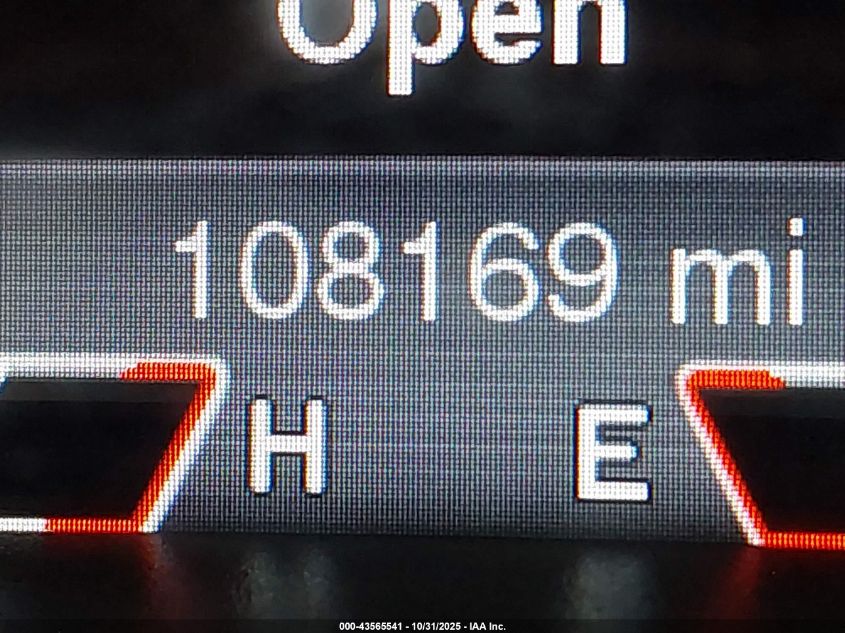 Open
108169 mi
H E
000-43565541 - 10/31/2025 - IAA Inc.